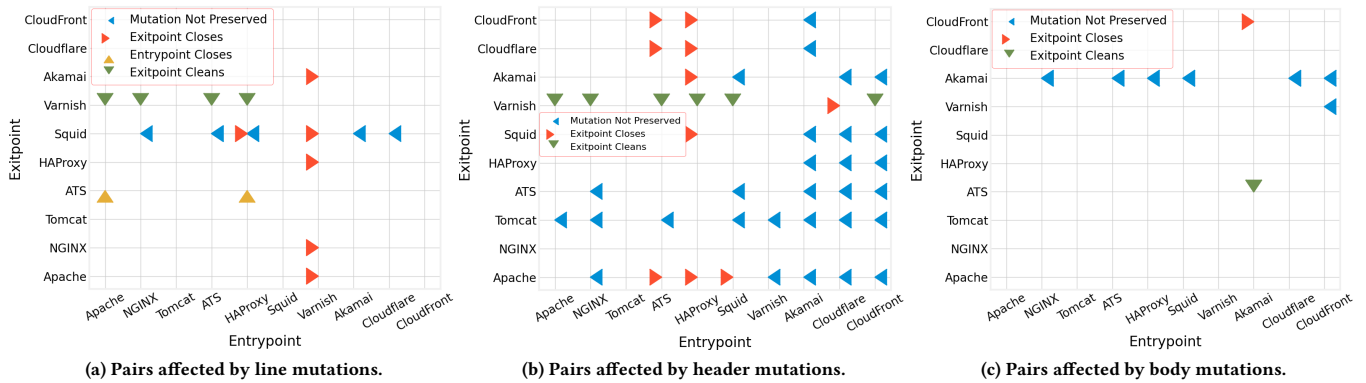 CloudFront
Cloudflare
Akamai
Varnish
Squid
HAProxy
ATS
Tomcat
NGINX
Apache
Exitpoint
Mutation Not Preserved
Exitpoint Closes
Entrypoint Closes
Exitpoint Cleans
Apache NGINX Tomcat ATS HAProxy Squid Varnish Akamai Cloudflare CloudFront
Entrypoint
(a) Pairs affected by line mutations.
CloudFront
Cloudflare
Akamai
Varnish
Squid
HAProxy
ATS
Tomcat
NGINX
Apache
Exitpoint
Mutation Not Preserved
Exitpoint Closes
Exitpoint Cleans
Apache NGINX Tomcat ATS HAProxy Squid Varnish Akamai Cloudflare CloudFront
Entrypoint
(b) Pairs affected by header mutations.
CloudFront
Cloudflare
Akamai
Varnish
Squid
HAProxy
ATS
Tomcat
NGINX
Apache
Exitpoint
Mutation Not Preserved
Exitpoint Closes
Exitpoint Cleans
Apache NGINX Tomcat ATS HAProxy Squid Varnish Akamai Cloudflare CloudFront
Entrypoint
(c) Pairs affected by body mutations.